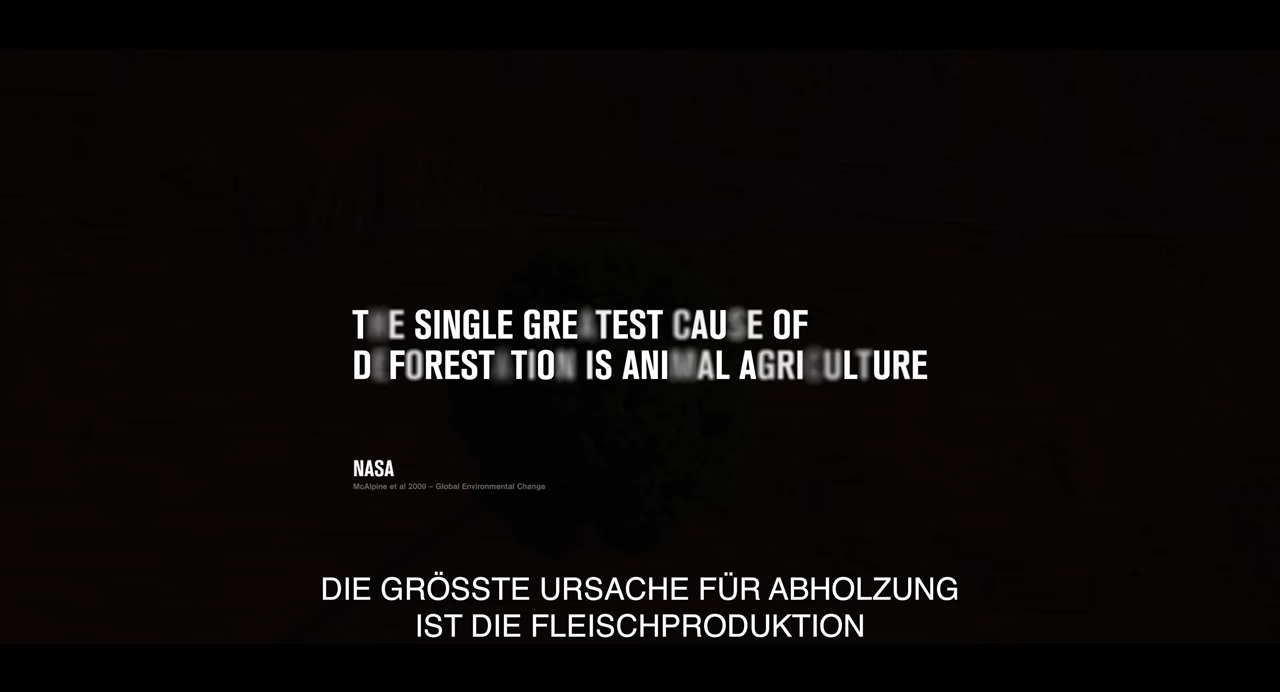 THE SINGLE GREATEST CAUSE OF
DEFORESTATION IS ANIMAL AGRICULTURE
NASA
McAlpine et al 2009 – Global Environmental Change
DIE GRÖSSTE URSACHE FÜR ABHOLZUNG
IST DIE FLEISCHPRODUKTION